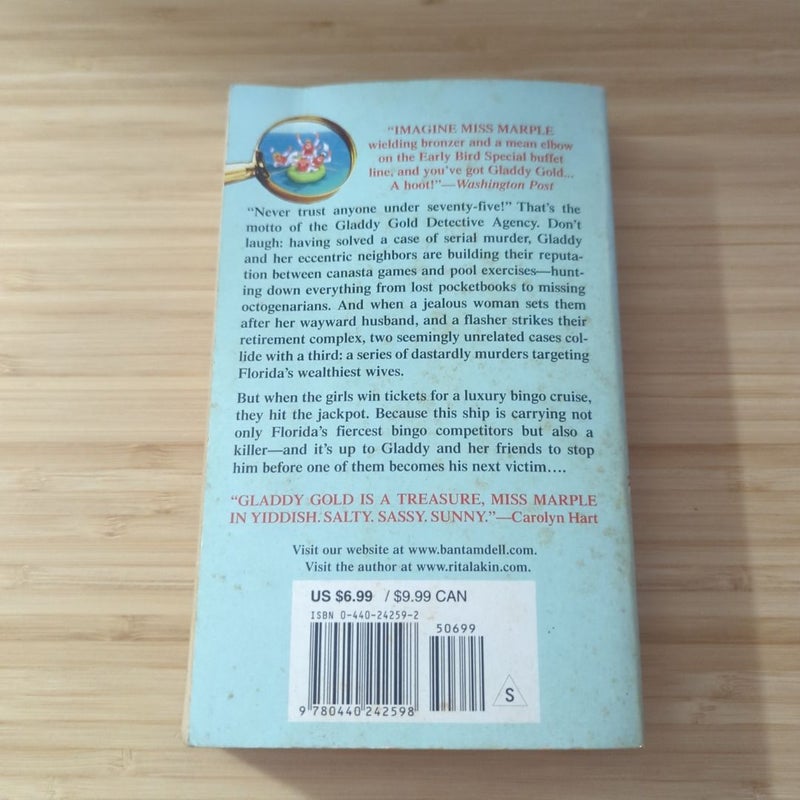 "IMAGINE MISS MARPLE
wielding bronzer and a mean elbow
on the Early Bird Special buffet
line, and you've got Gladdy Gold...
A hoot!"—Washington Post
"Never trust anyone under seventy-five!" That's the
motto of the Gladdy Gold Detective Agency. Don't
laugh: having solved a case of serial murder, Gladdy
and her eccentric neighbors are building their reputa-
tion between canasta games and pool exercises—hunt-
ing down everything from lost pocketbooks to missing
octogenarians. And when a jealous woman sets them
after her wayward husband, and a flasher strikes their
retirement complex, two seemingly unrelated cases col-
lide with a third: a series of dastardly murders targeting
Florida's wealthiest wives.
But when the girls win tickets for a luxury bingo cruise,
they hit the jackpot. Because this ship is carrying not
only Florida's fiercest bingo competitors but also a
killer—and it's up to Gladdy and her friends to stop
him before one of them becomes his next victim....
"GLADDY GOLD IS A TREASURE, MISS MARPLE
IN YIDDISH. SALTY. SASSY. SUNNY."—Carolyn Hart
Visit our website at www.bantamdell.com.
Visit the author at www.ritalakin.com.
US $6.99 / $9.99 CAN
ISBN 0-440-24259-2
50699
S
9 780440 242598